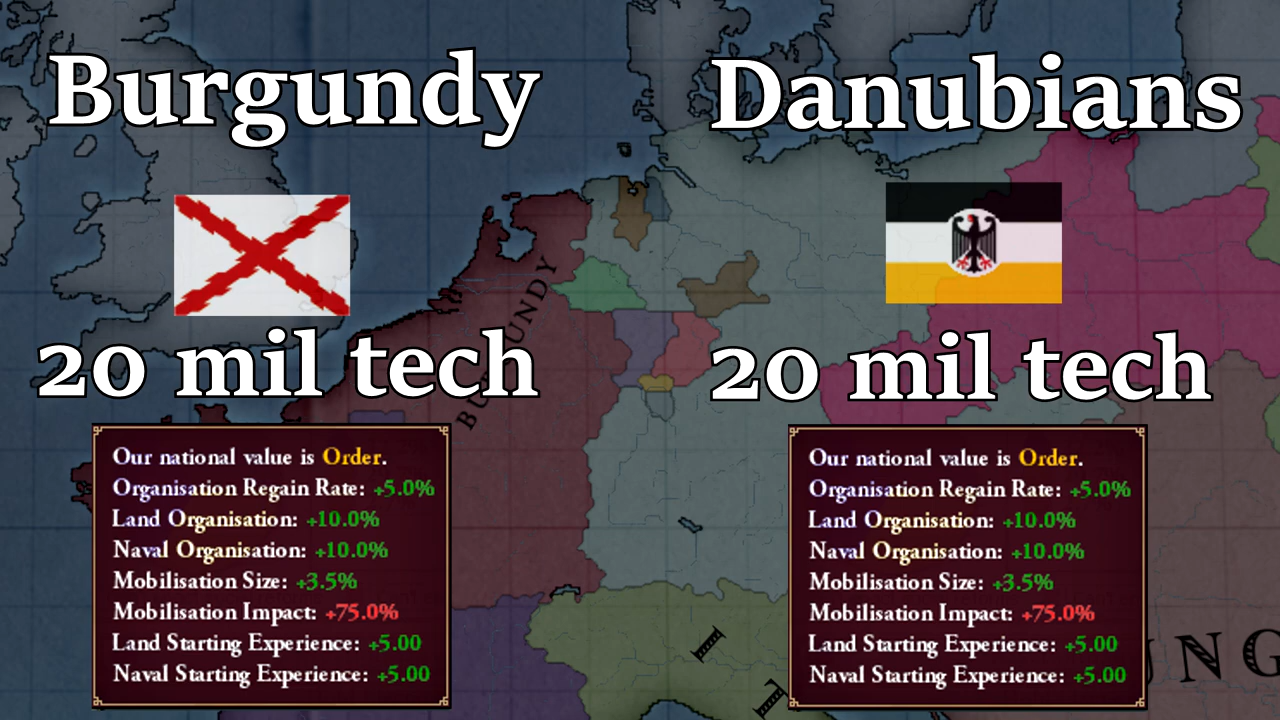 Burgundy
Danubians
BURGUNDY
20 mil tech
20 mil tech
Our national value is Order.
Organisation Regain Rate: +5.0%
Land Organisation: +10.0%
Naval Organisation: +10.0%
Mobilisation Size: +3.5%
Mobilisation Impact: +75.0%
Land Starting Experience: +5.00
Naval Starting Experience: +5.00
Our national value is Order.
Organisation Regain Rate: +5.0%
Land Organisation: +10.0%
Naval Organisation: +10.0%
Mobilisation Size: +3.5%
Mobilisation Impact: +75.0%
Land Starting Experience: +5.00
Naval Starting Experience: +5.00